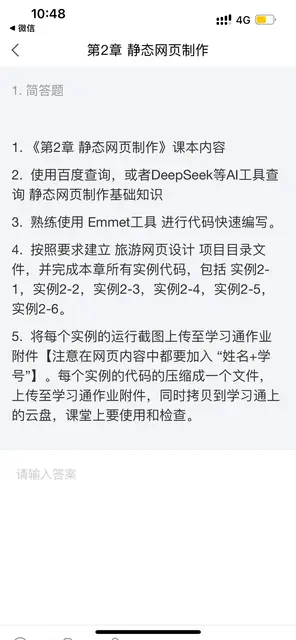 10:48
4G
微信
第2章 静态网页制作
1. 简答题
1. 《第2章 静态网页制作》课本内容
2. 使用百度查询，或者DeepSeek等AI工具查
询 静态网页制作基础知识
3. 熟练使用 Emmet工具 进行代码快速编写。
4. 按照要求建立 旅游网页设计 项目目录文
件，并完成本章所有实例代码，包括 实例2-
1，实例2-2，实例2-3，实例2-4，实例2-5，
实例2-6。
5. 将每个实例的运行截图上传至学习通作业
附件【注意在网页内容中都要加入 “姓名+学
号”】。每个实例的代码的压缩成一个文件，
上传至学习通作业附件，同时拷贝到学习通上
的云盘，课堂上要使用和检查。
请输入答案